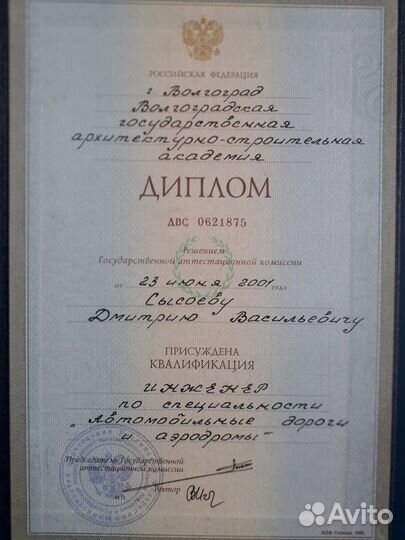 РОССИЙСКАЯ ФЕДЕРАЦИЯ
г. Волгоград
Волгоградская
государственная
архитектурно-строительная
академия
ДИПЛОМ
ДВС 0621875
Решением
Государственной аттестационной комиссии
от 23 июня 2001 года
Сысоеву
Дмитрию Васильевичу
ПРИСУЖДЕНА
КВАЛИФИКАЦИЯ
ИНЖЕНЕР
по специальности
„Автомобильные дороги
и аэродромы"
Председатель Государственной
аттестационной комиссии
Ректор
М.П.
Avito